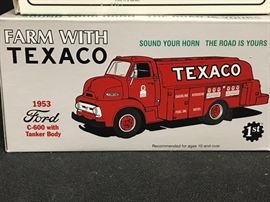 FARM WITH
TEXACO
SOUND YOUR HORN THE ROAD IS YOURS
TEXACO
1953
Ford
C-600 with
Tanker Body
Recommended for ages 10 and over
1st